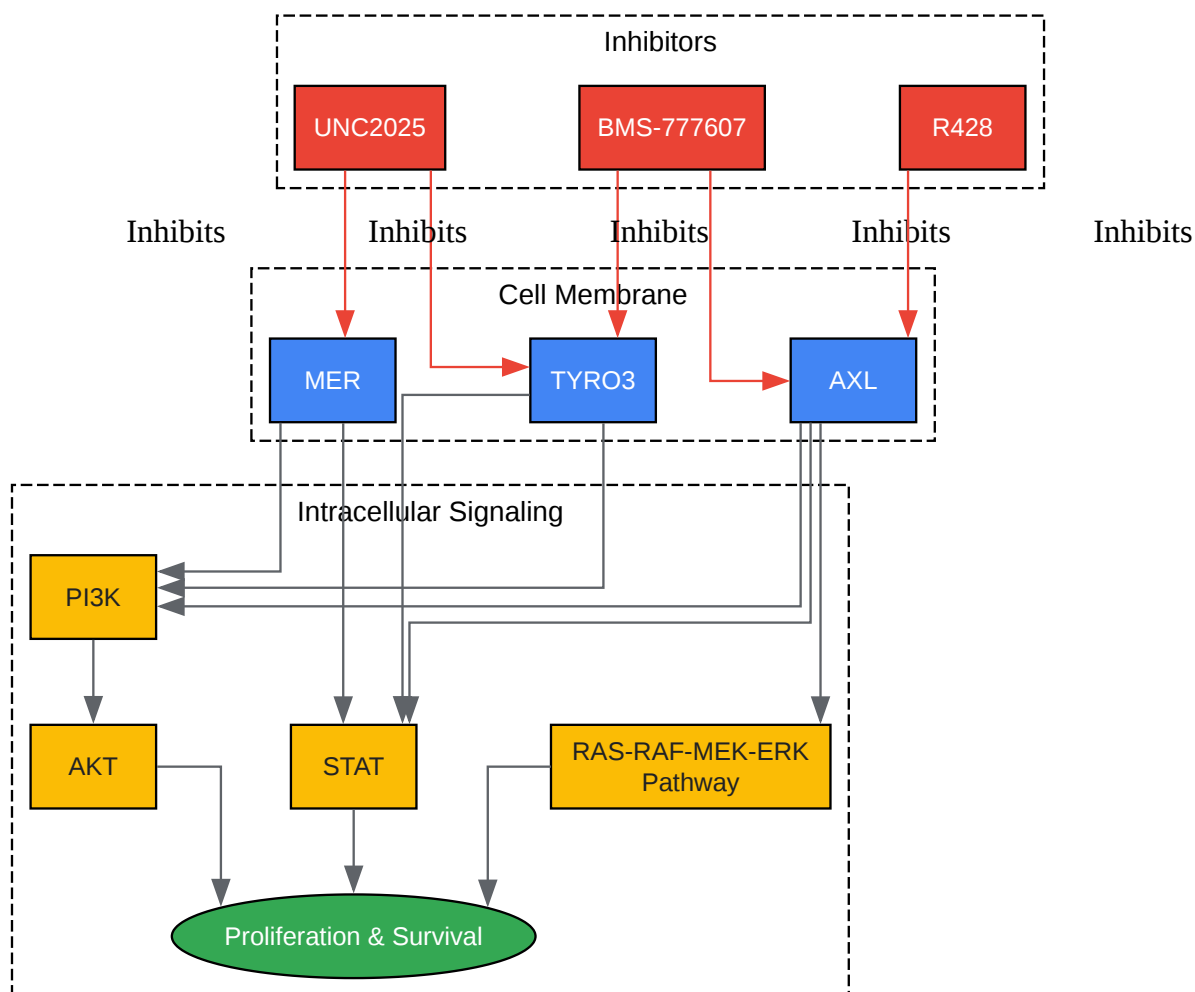 Inhibitors
UNC2025
BMS-777607
R428
Inhibits
Inhibits
Inhibits
Inhibits
Inhibits
Cell Membrane
MER
TYRO3
AXL
Intracellular Signaling
PI3K
AKT
STAT
RAS-RAF-MEK-ERK
Pathway
Proliferation & Survival